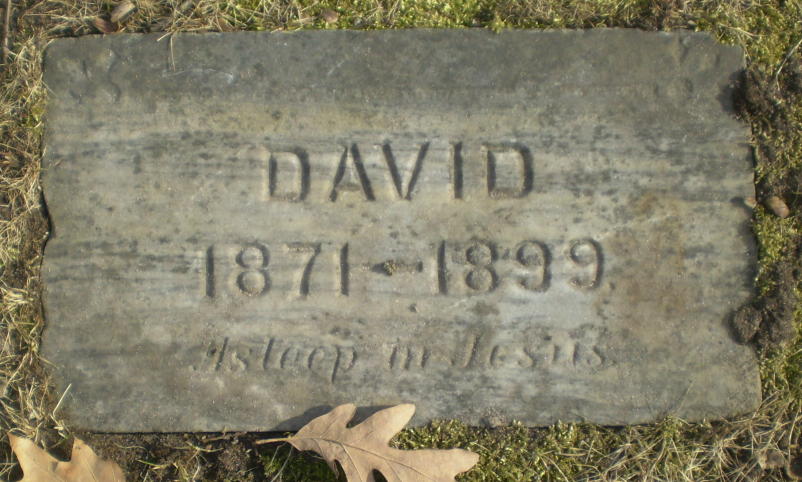 DAVID
1871-1899
Asleep in Jesus.